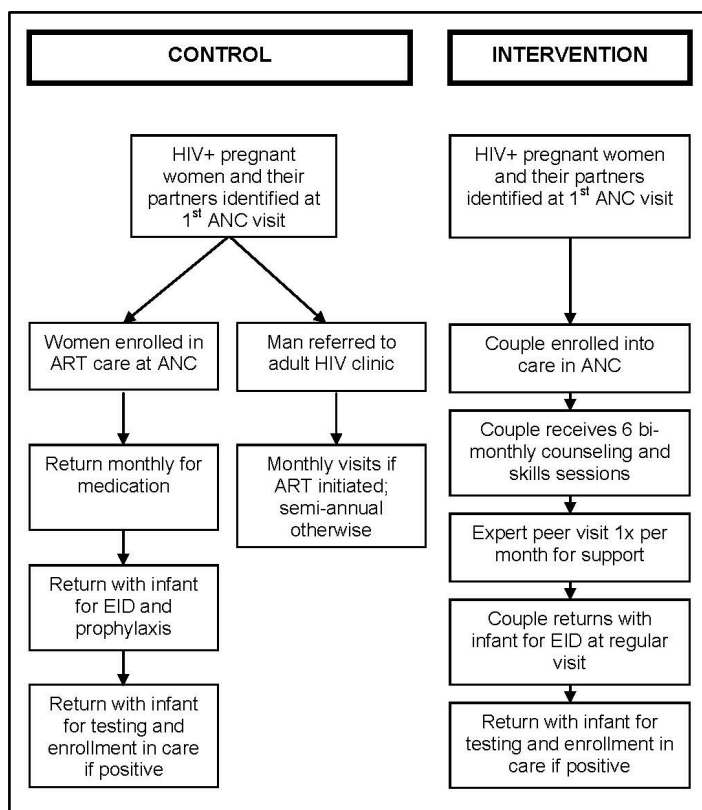 CONTROL
HIV+ pregnant
women and their
partners identified at
1st ANC visit
Women enrolled in
ART care at ANC
Man referred to
adult HIV clinic
Return monthly for
medication
Monthly visits if
ART initiated;
semi-annual
otherwise
Return with infant
for EID and
prophylaxis
Return with infant
for testing and
enrollment in care
if positive
INTERVENTION
HIV+ pregnant women
and their partners
identified at 1st ANC visit
Couple enrolled into
care in ANC
Couple receives 6 bi-
monthly counseling and
skills sessions
Expert peer visit 1x per
month for support
Couple returns with
infant for EID at regular
visit
Return with infant for
testing and enrollment in
care if positive